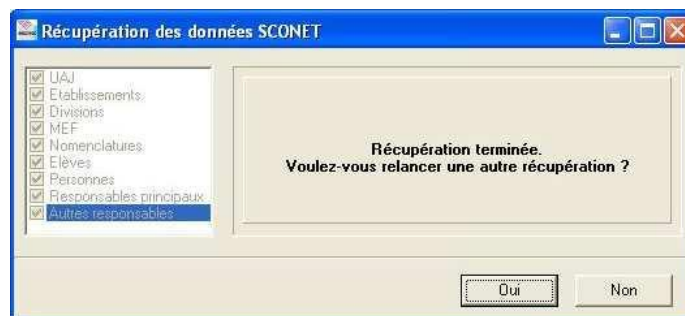 Récupération des données SCONET
UAJ
Etablissements
Divisions
MEF
Nomenclatures
Elèves
Personnes
Responsables principaux
Autres responsables
Récupération terminée.
Voulez-vous relancer une autre récupération ?
Oui
Non